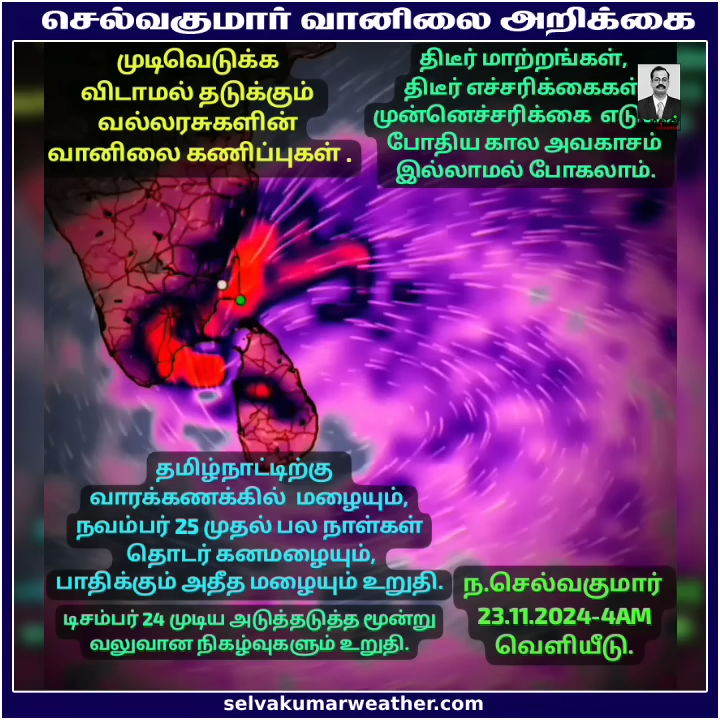 செல்வகுமார் வானிலை அறிக்கை
முடிவெடுக்க
விடாமல் தடுக்கும்
வல்லரசுகளின்
வானிலை கணிப்புகள் .
திடீர் மாற்றங்கள்,
திடீர் எச்சரிக்கைகள்
முன்னெச்சரிக்கை
போதிய கால அவகாசம்
இல்லாமல் போகலாம்.
தமிழ்நாட்டிற்கு
வாரக்கணக்கில் மழையும்,
நவம்பர் 25 முதல் பல நாள்கள்
தொடர் கனமழையும்,
பாதிக்கும் அதீத மழையும் உறுதி.
டிசம்பர் 24 முடிய அடுத்தடுத்த மூன்று
வலுவான நிகழ்வுகளும் உறுதி.
ந.செல்வகுமார்
23.11.2024-4AM
வெளியீடு.
selvakumarweather.com